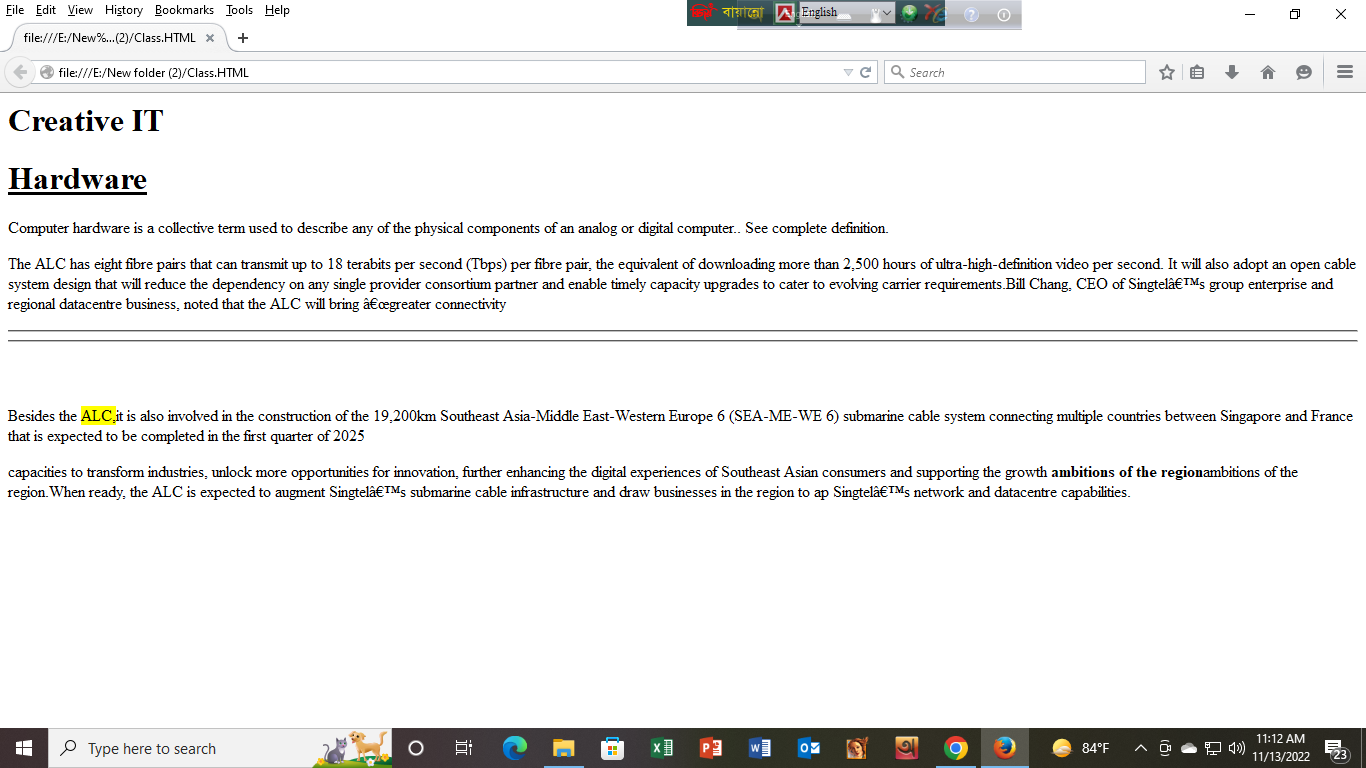 File Edit View History Bookmarks Tools Help
বায়ান্নো English
file:///E:/New%...(2)/Class.HTML
file:///E:/New folder (2)/Class.HTML
Search
Creative IT
Hardware
Computer hardware is a collective term used to describe any of the physical components of an analog or digital computer.. See complete definition.
The ALC has eight fibre pairs that can transmit up to 18 terabits per second (Tbps) per fibre pair, the equivalent of downloading more than 2,500 hours of ultra-high-definition video per second. It will also adopt an open cable
system design that will reduce the dependency on any single provider consortium partner and enable timely capacity upgrades to cater to evolving carrier requirements.Bill Chang, CEO of Singtelâ€™s group enterprise and
regional datacentre business, noted that the ALC will bring â€œgreater connectivity
Besides the ALC,it is also involved in the construction of the 19,200km Southeast Asia-Middle East-Western Europe 6 (SEA-ME-WE 6) submarine cable system connecting multiple countries between Singapore and France
that is expected to be completed in the first quarter of 2025
capacities to transform industries, unlock more opportunities for innovation, further enhancing the digital experiences of Southeast Asian consumers and supporting the growth ambitions of the regionambitions of the
region.When ready, the ALC is expected to augment Singtelâ€™s submarine cable infrastructure and draw businesses in the region to ap Singtelâ€™s network and datacentre capabilities.
Type here to search
84°F
11:12 AM
11/13/2022
23